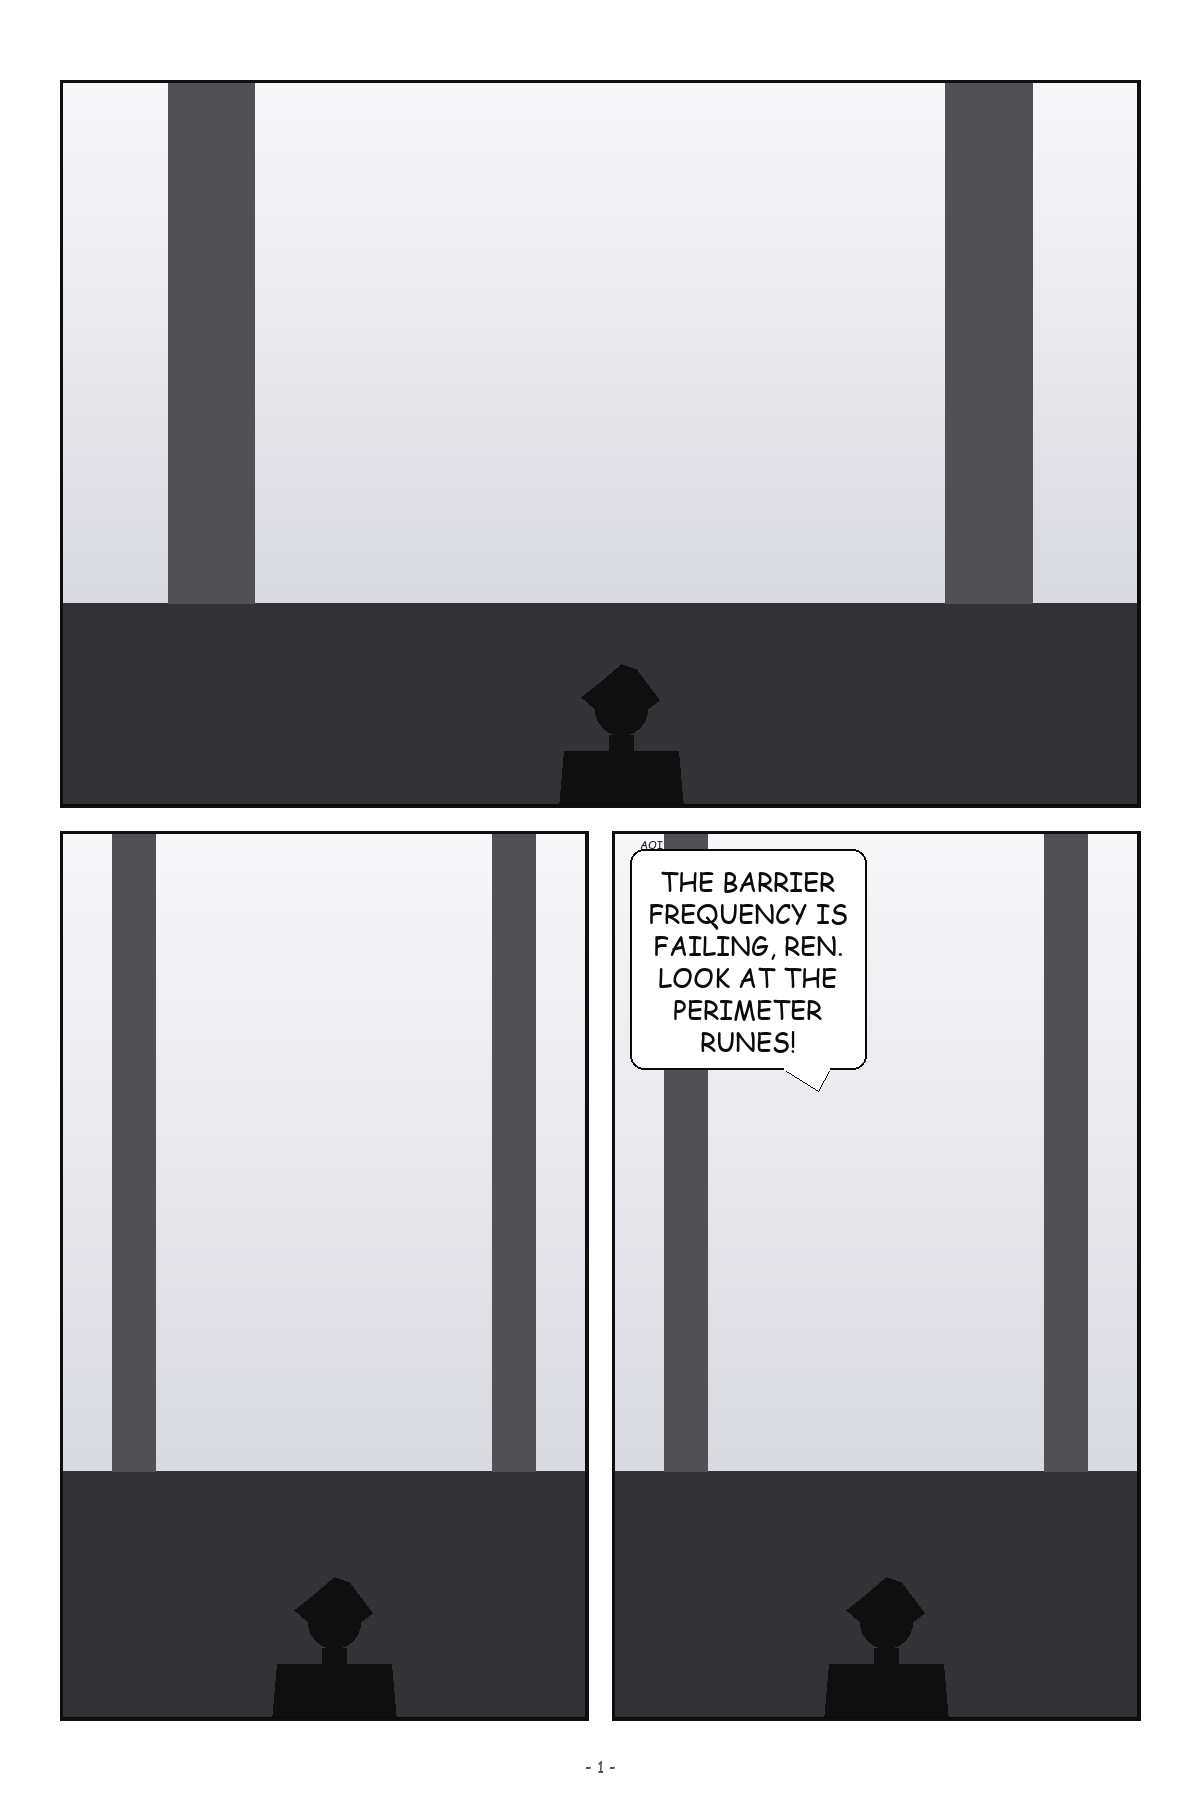 AOI
THE BARRIER
FREQUENCY IS
FAILING, REN.
LOOK AT THE
PERIMETER
RUNES!
- 1 -